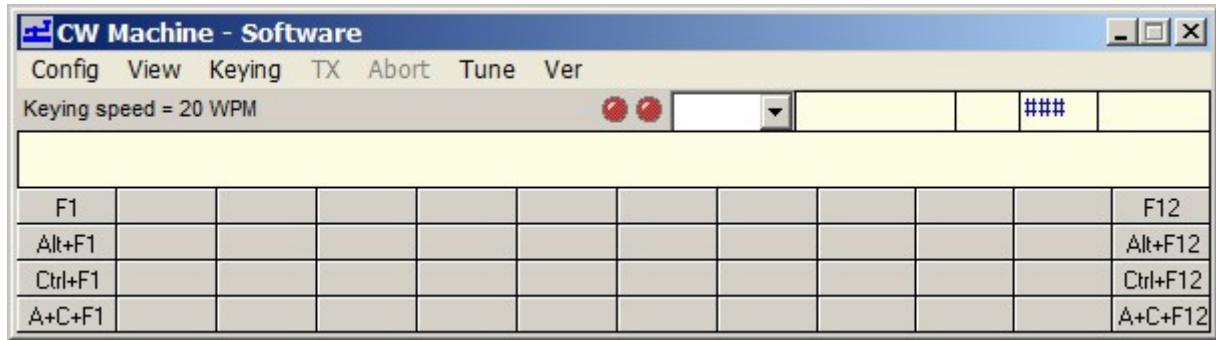 CW Machine - Software
Config View Keying TX Abort Tune Ver
Keying speed = 20 WPM ###
F1 F12
Alt+F1 Alt+F12
Ctrl+F1 Ctrl+F12
A+C+F1 A+C+F12